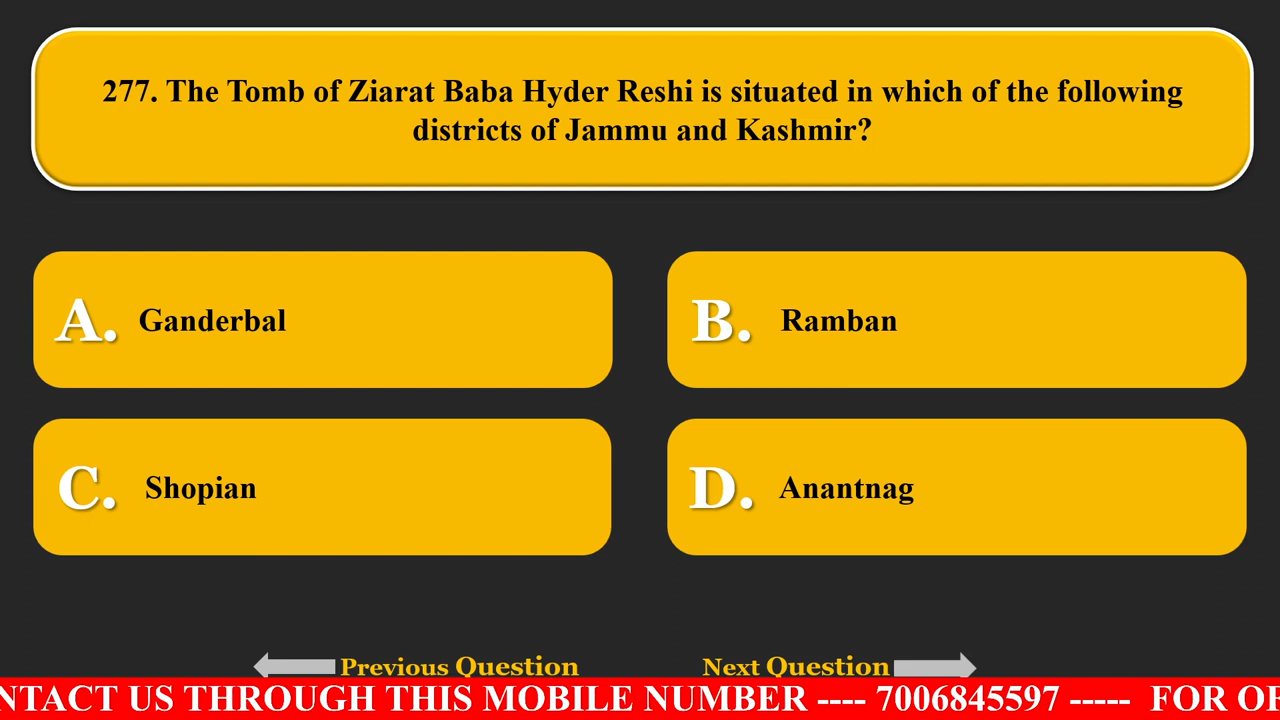 277. The Tomb of Ziarat Baba Hyder Reshi is situated in which of the following
districts of Jammu and Kashmir?
A. Ganderbal
B. Ramban
C. Shopian
D. Anantnag
Previous Question
Next Question
NTACT US THROUGH THIS MOBILE NUMBER ---- 7006845597 ----- FOR